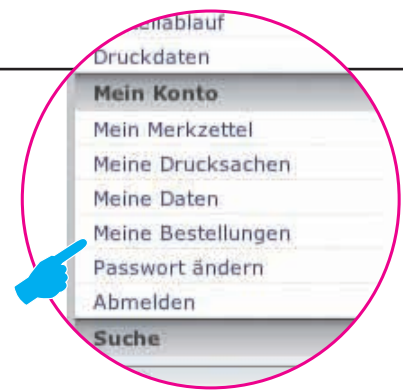 Druckdaten
Mein Konto
Mein Merkzettel
Meine Drucksachen
Meine Daten
Meine Bestellungen
Passwort ändern
Abmelden
Suche